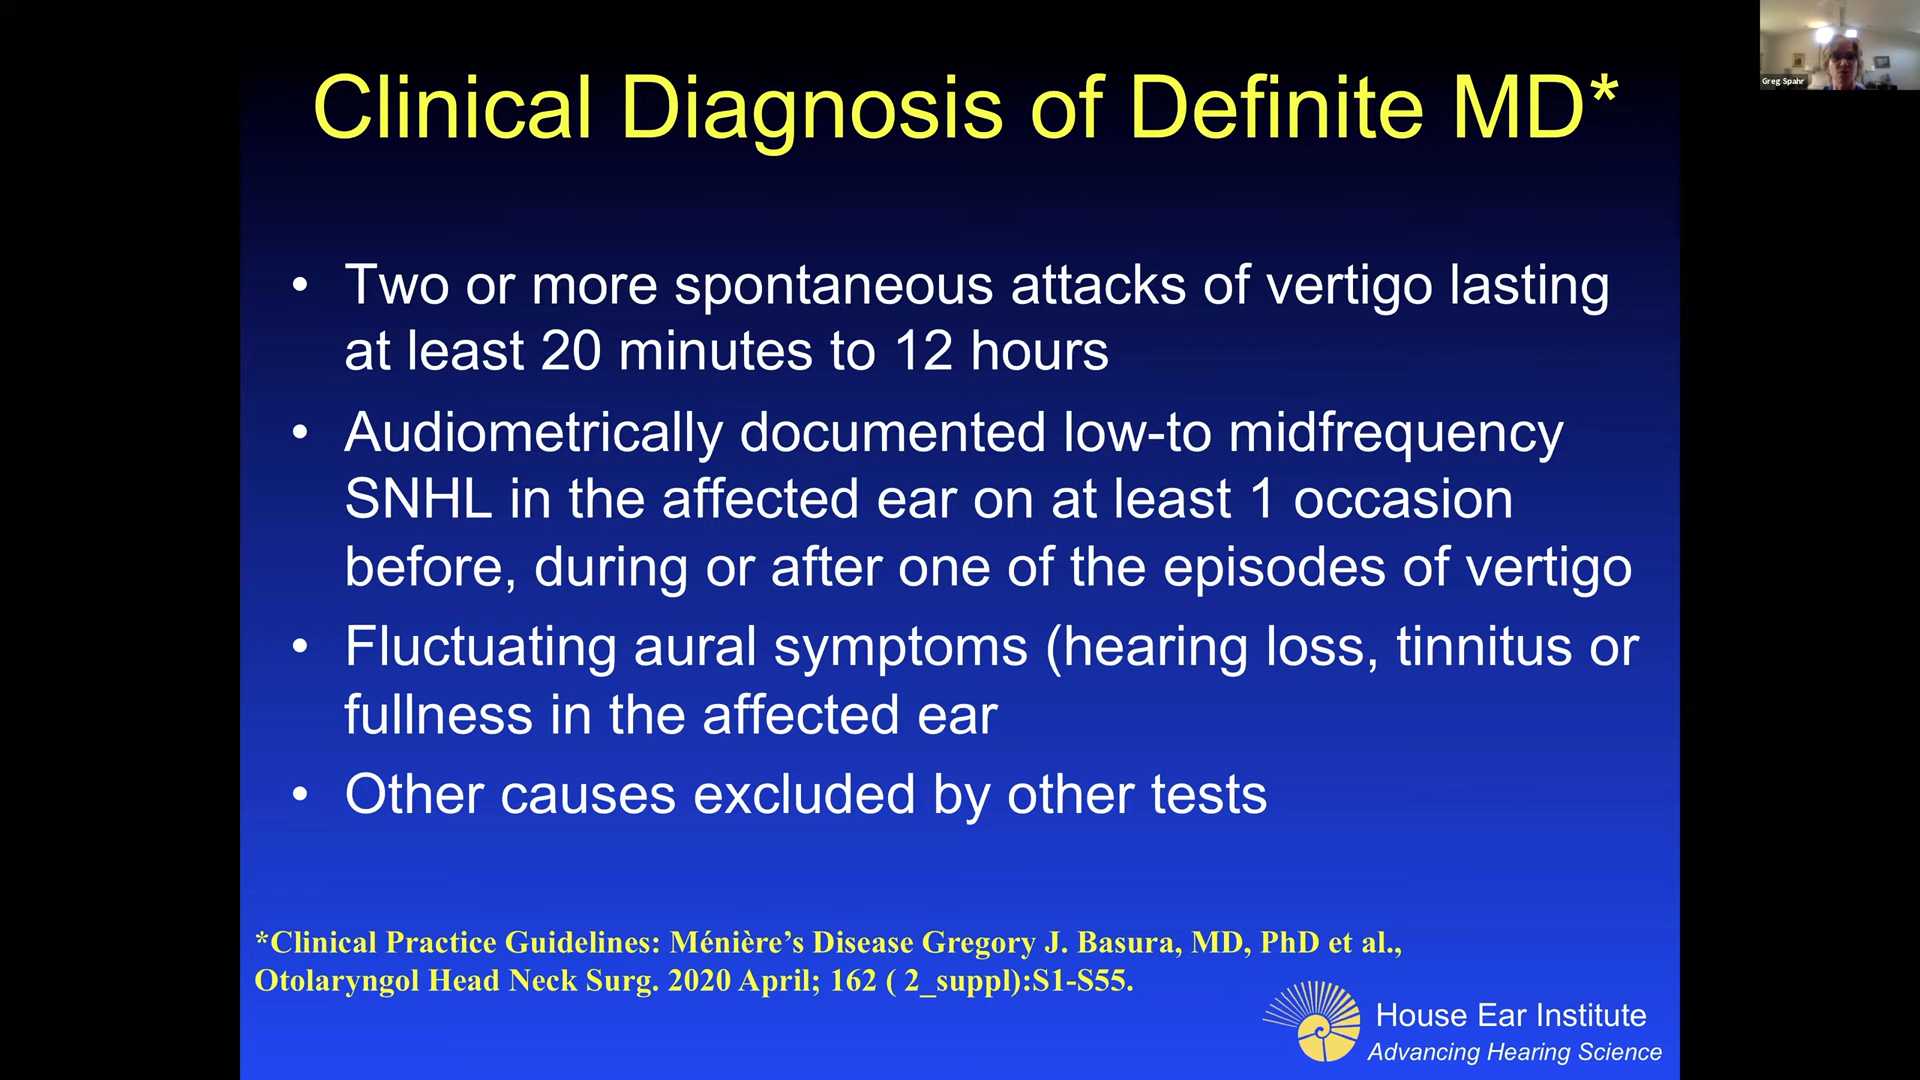 Clinical Diagnosis of Definite MD*
Greg Spahr
• Two or more spontaneous attacks of vertigo lasting
at least 20 minutes to 12 hours
• Audiometrically documented low-to midfrequency
SNHL in the affected ear on at least 1 occasion
before, during or after one of the episodes of vertigo
• Fluctuating aural symptoms (hearing loss, tinnitus or
fullness in the affected ear
• Other causes excluded by other tests
*Clinical Practice Guidelines: Ménière’s Disease Gregory J. Basura, MD, PhD et al.,
Otolaryngol Head Neck Surg. 2020 April; 162 ( 2_suppl):S1-S55.
House Ear Institute
Advancing Hearing Science